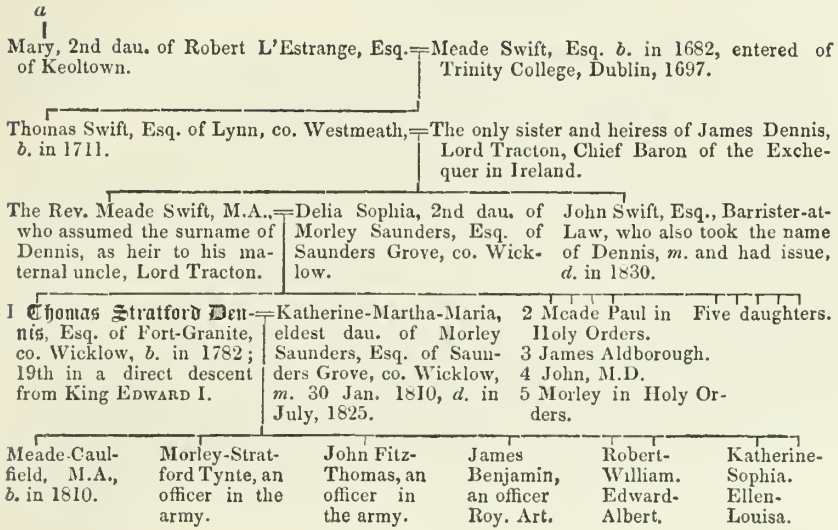 a
Mary, 2nd dau. of Robert L'Estrange, Esq. of Keoltown.
Meade Swift, Esq. b. in 1682, entered of Trinity College, Dublin, 1697.
Thomas Swift, Esq. of Lynn, co. Westmeath, b. in 1711.
The only sister and heiress of James Dennis, Lord Tracton, Chief Baron of the Exchequer in Ireland.
The Rev. Meade Swift, M.A., who assumed the surname of Dennis, as heir to his maternal uncle, Lord Tracton.
Delia Sophia, 2nd dau. of Morley Saunders, Esq. of Saunders Grove, co. Wicklow.
John Swift, Esq., Barrister-at-Law, who also took the name of Dennis, m. and had issue, d. in 1830.
1 Thomas Stratford Dennis, Esq. of Fort-Granite, co. Wicklow, b. in 1782; 19th in a direct descent from King EDWARD I.
Katherine-Martha-Maria, eldest dau. of Morley Saunders, Esq. of Saunders Grove, co. Wicklow, m. 30 Jan. 1810, d. in July, 1825.
2 Meade Paul in Holy Orders.
3 James Aldborough.
4 John, M.D.
5 Morley in Holy Orders.
Five daughters.
Meade-Caulfield, M.A., b. in 1810.
Morley-Stratford Tynte, an officer in the army.
John Fitz-Thomas, an officer in the army.
James Benjamin, an officer Roy. Art.
Robert-William.
Edward-Albert.
Katherine-Sophia.
Ellen-Louisa.